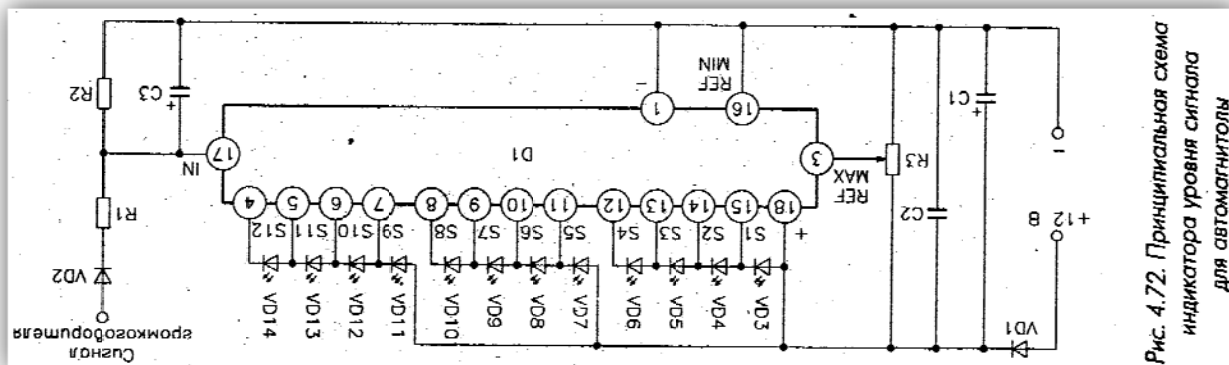 Рис. 4.72. Принципиальная схема
индикатора уровня сигнала
для автомагнитолы
Сигнал
громкоговорителя
VD1
VD3 VD4 VD5 VD6 VD7 VD8 VD9 VD10 VD11 VD12 VD13 VD14
VD2
+ S1 S2 S3 S4 S5 S6 S7 S8 S9 S10 S11 S12
18 15 14 13 12 11 10 9 8 7 6 5 4
+12 В
R1
C2
REF
MAX
3
R3
D1
17
IN
16
1
−
C1
REF
MIN
−
C3
+
R2
+